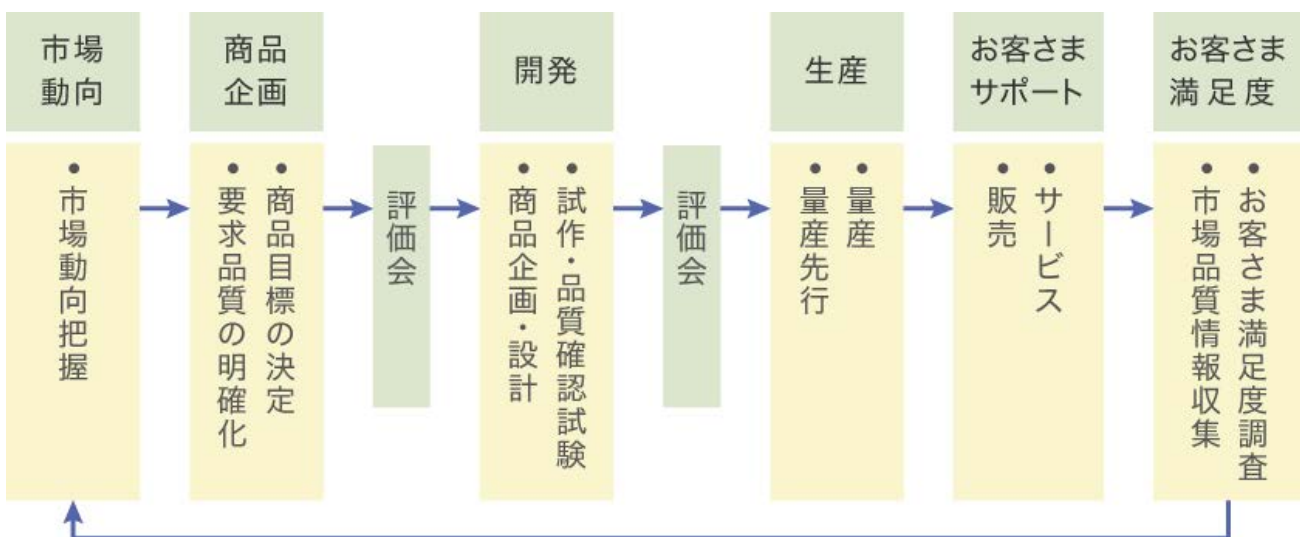 市場
動向
商品
企画
開発
生産
お客さま
サポート
お客さま
満足度
• 市場動向把握
• 商品目標の決定
• 要求品質の明確化
評価会
• 試作・品質確認試験
• 商品企画・設計
評価会
• 量産
• 量産先行
• サービス
• 販売
• お客さま満足度調査
• 市場品質情報収集